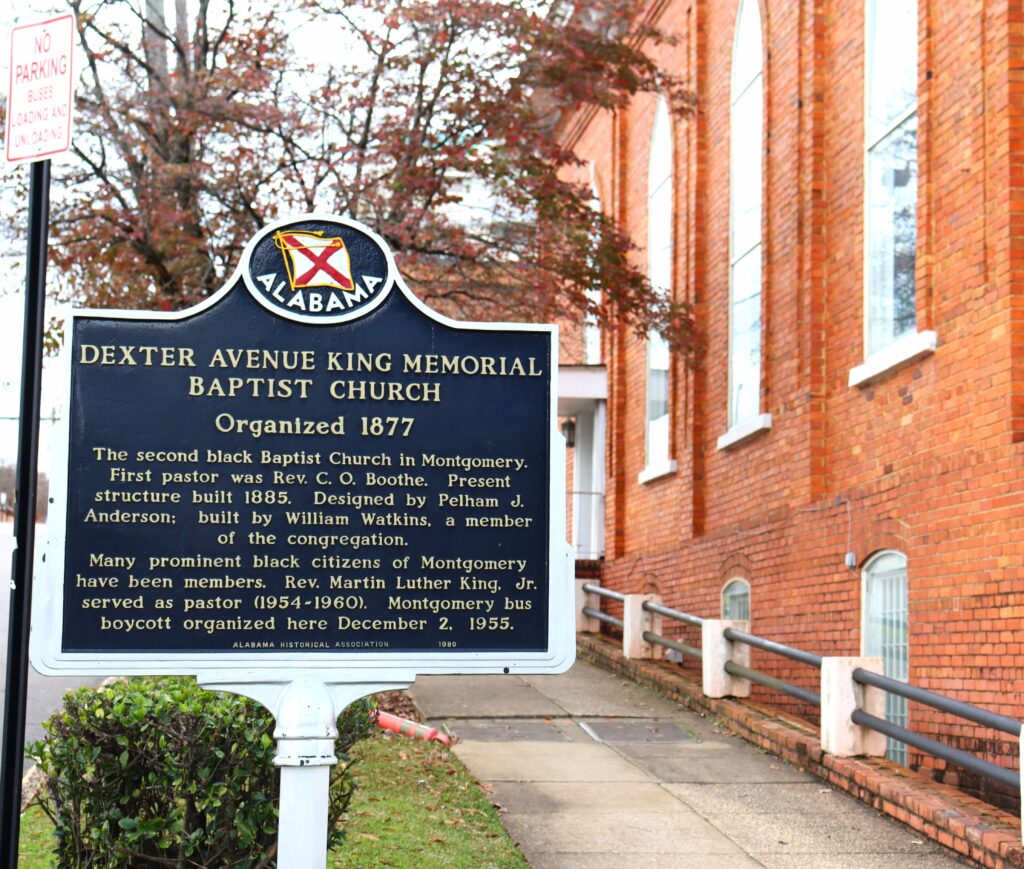 NO
PARKING
BUSES
LOADING AND
UNLOADING
ALABAMA
DEXTER AVENUE KING MEMORIAL
BAPTIST CHURCH
Organized 1877
The second black Baptist Church in Montgomery.
First pastor was Rev. C. O. Boothe. Present
structure built 1885. Designed by Pelham J.
Anderson; built by William Watkins, a member
of the congregation.
Many prominent black citizens of Montgomery
have been members. Rev. Martin Luther King, Jr.
served as pastor (1954-1960). Montgomery bus
boycott organized here December 2, 1955.
ALABAMA HISTORICAL ASSOCIATION 1980